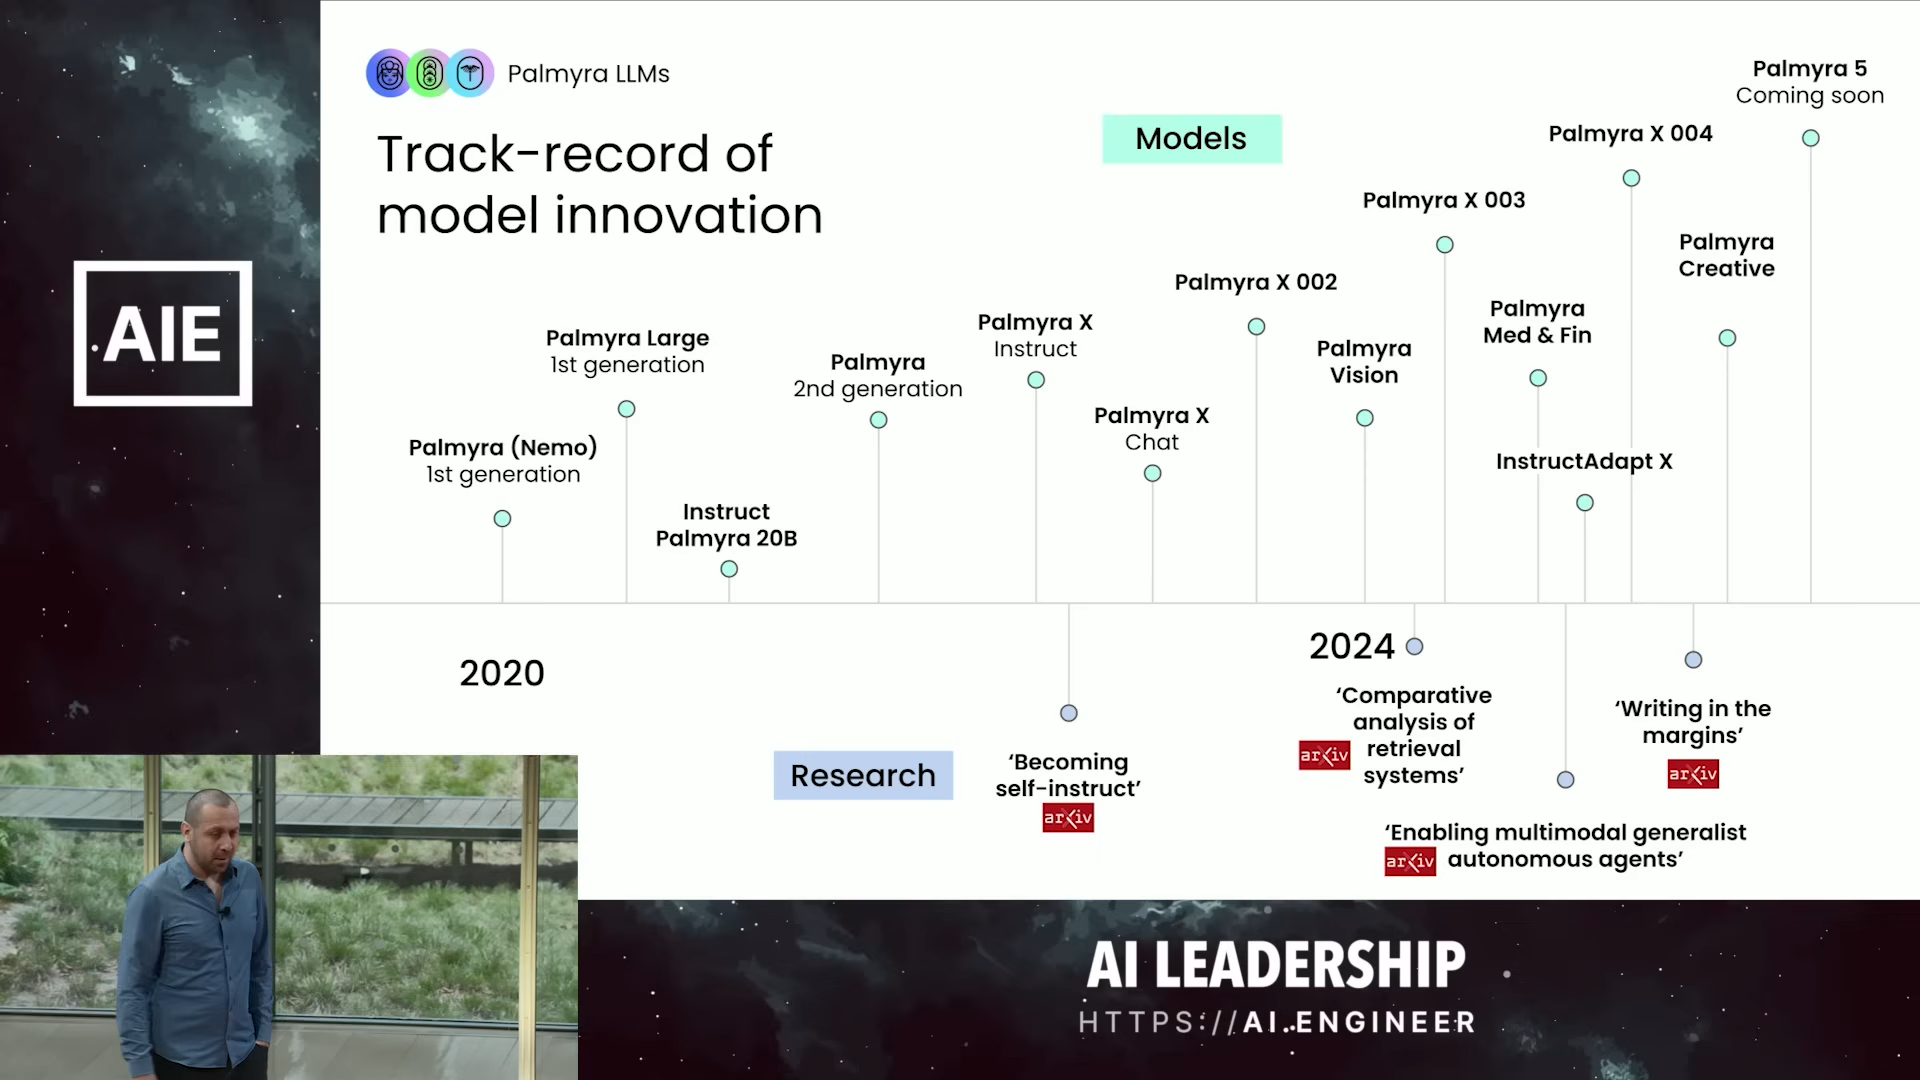 AIE
Palmyra LLMs
Track-record of
model innovation
Models
Palmyra (Nemo)
1st generation
Palmyra Large
1st generation
Instruct
Palmyra 20B
Palmyra
2nd generation
Palmyra X
Instruct
Palmyra X
Chat
Palmyra X 002
Palmyra
Vision
Palmyra X 003
Palmyra
Med & Fin
InstructAdapt X
Palmyra X 004
Palmyra
Creative
Palmyra 5
Coming soon
2020
2024
Research
‘Becoming
self-instruct’
arXiv
‘Comparative
analysis of
retrieval
systems’
arXiv
‘Enabling multimodal generalist
autonomous agents’
arXiv
‘Writing in the
margins’
arXiv
AI LEADERSHIP
HTTPS://AI.ENGINEER